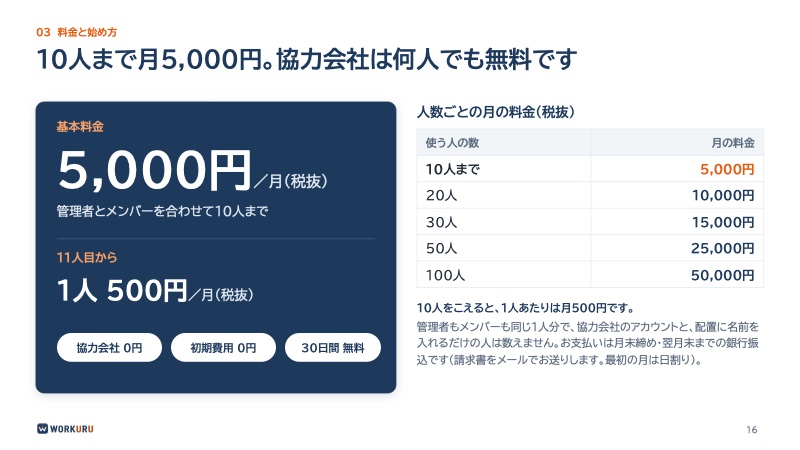 03 料金と始め方
10人まで月5,000円。協力会社は何人でも無料です
基本料金
5,000円／月（税抜）
管理者とメンバーを合わせて10人まで
11人目から
1人 500円／月（税抜）
協力会社 0円
初期費用 0円
30日間 無料
人数ごとの月の料金（税抜）
使う人の数 月の料金
10人まで 5,000円
20人 10,000円
30人 15,000円
50人 25,000円
100人 50,000円
10人をこえると、1人あたりは月500円です。
管理者もメンバーも同じ1人分で、協力会社のアカウントと、配置に名前を
入れるだけの人は数えません。お支払いは月末締め・翌月末までの銀行振
込です（請求書をメールでお送りします。最初の月は日割り）。
WORKURU
16